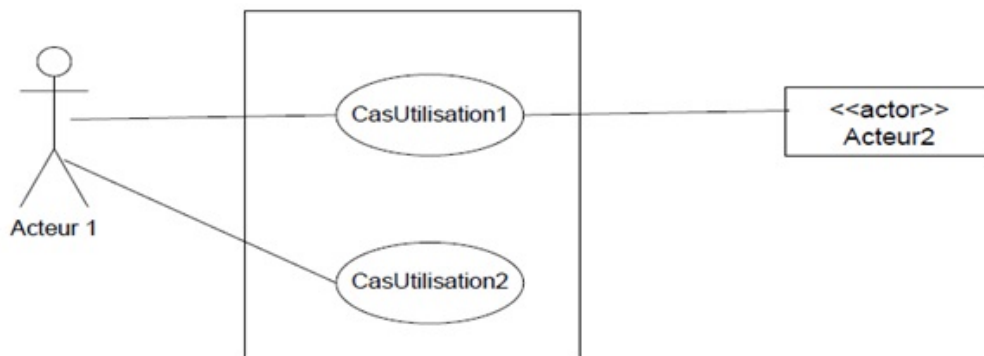 CasUtilisation1
<<actor>>
Acteur2
Acteur 1
CasUtilisation2